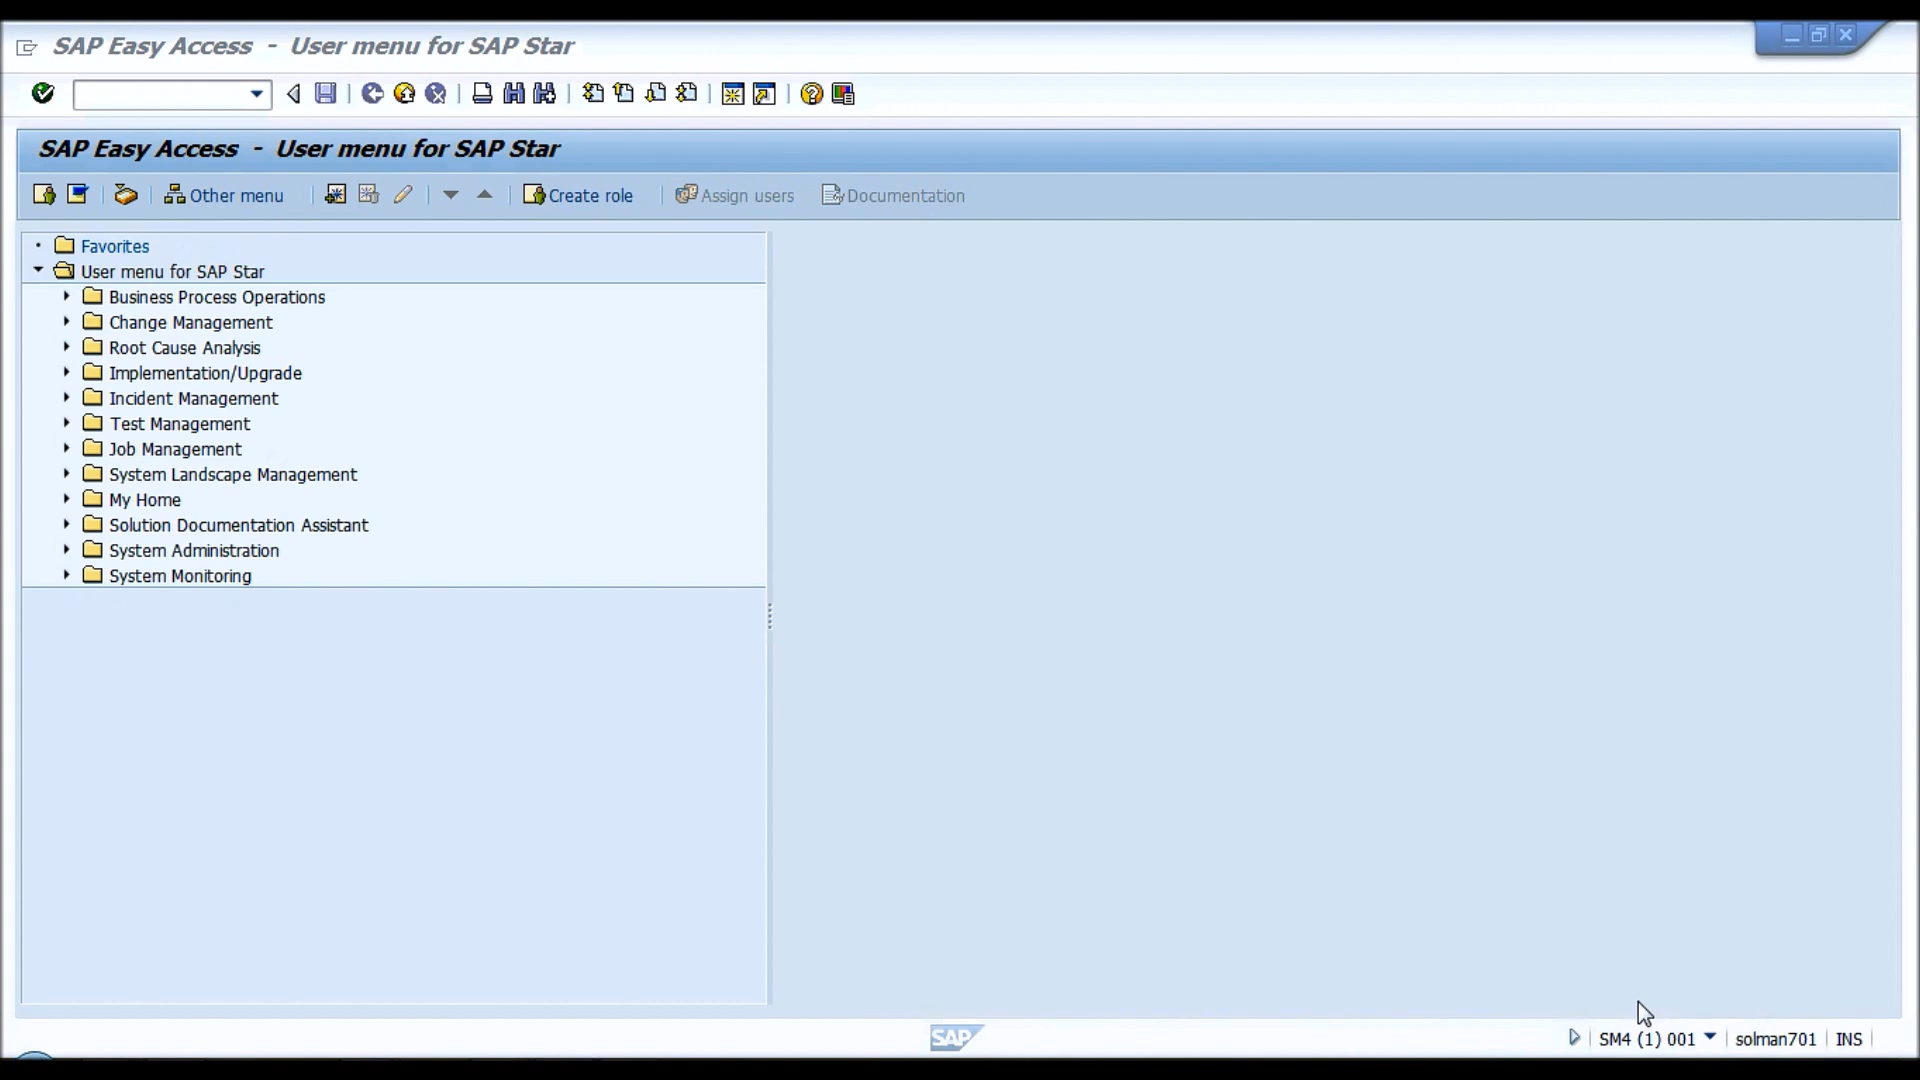 SAP Easy Access - User menu for SAP Star
SAP Easy Access - User menu for SAP Star
Other menu Create role Assign users Documentation
Favorites
User menu for SAP Star
Business Process Operations
Change Management
Root Cause Analysis
Implementation/Upgrade
Incident Management
Test Management
Job Management
System Landscape Management
My Home
Solution Documentation Assistant
System Administration
System Monitoring
SAP
SM4 (1) 001 solman701 INS